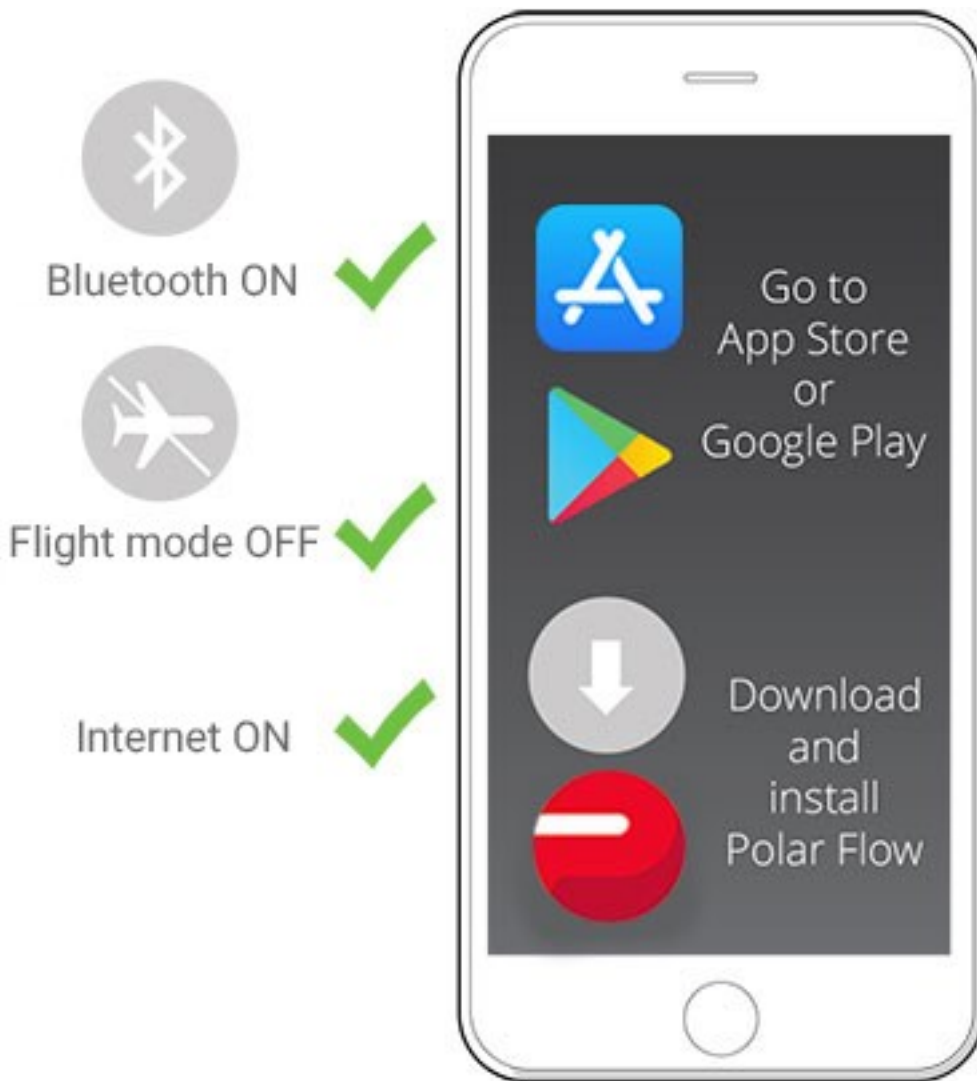 Bluetooth ON
Flight mode OFF
Internet ON
Go to
App Store
or
Google Play
Download
and
install
Polar Flow